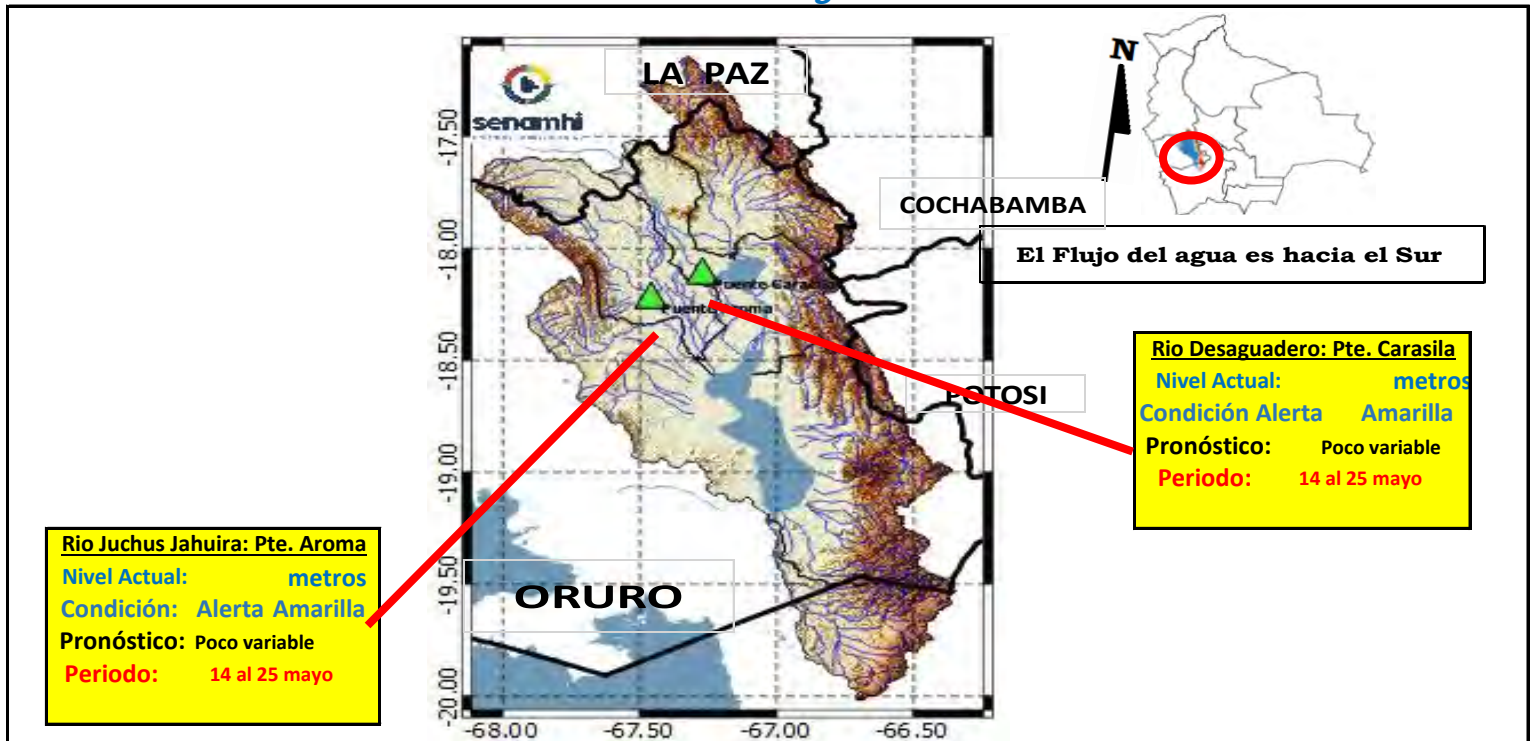 LA PAZ
senamhi
N
-17.50
COCHABAMBA
-18.00
El Flujo del agua es hacia el Sur
Puente
Puente
-18.50
Rio Desaguadero: Pte. Carasila
Nivel Actual: metros
Condición Alerta Amarilla
Pronóstico: Poco variable
Periodo: 14 al 25 mayo
POTOSI
-19.00
-19.50
Rio Juchus Jahuira: Pte. Aroma
Nivel Actual: metros
Condición: Alerta Amarilla
Pronóstico: Poco variable
Periodo: 14 al 25 mayo
ORURO
-20.00
-68.00 -67.50 -67.00 -66.50